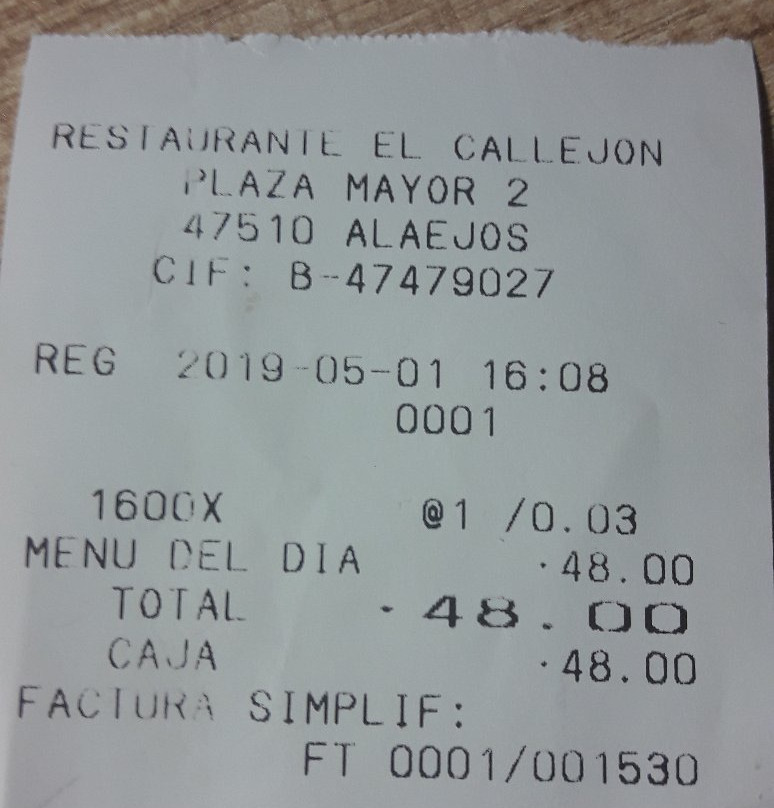 RESTAURANTE EL CALLEJON
PLAZA MAYOR 2
47510 ALAEJOS
CIF: B-47479027
REG 2019-05-01 16:08
0001
1600X @1 /0.03
MENU DEL DIA ·48.00
TOTAL ·48.00
CAJA ·48.00
FACTURA SIMPLIF:
FT 0001/001530